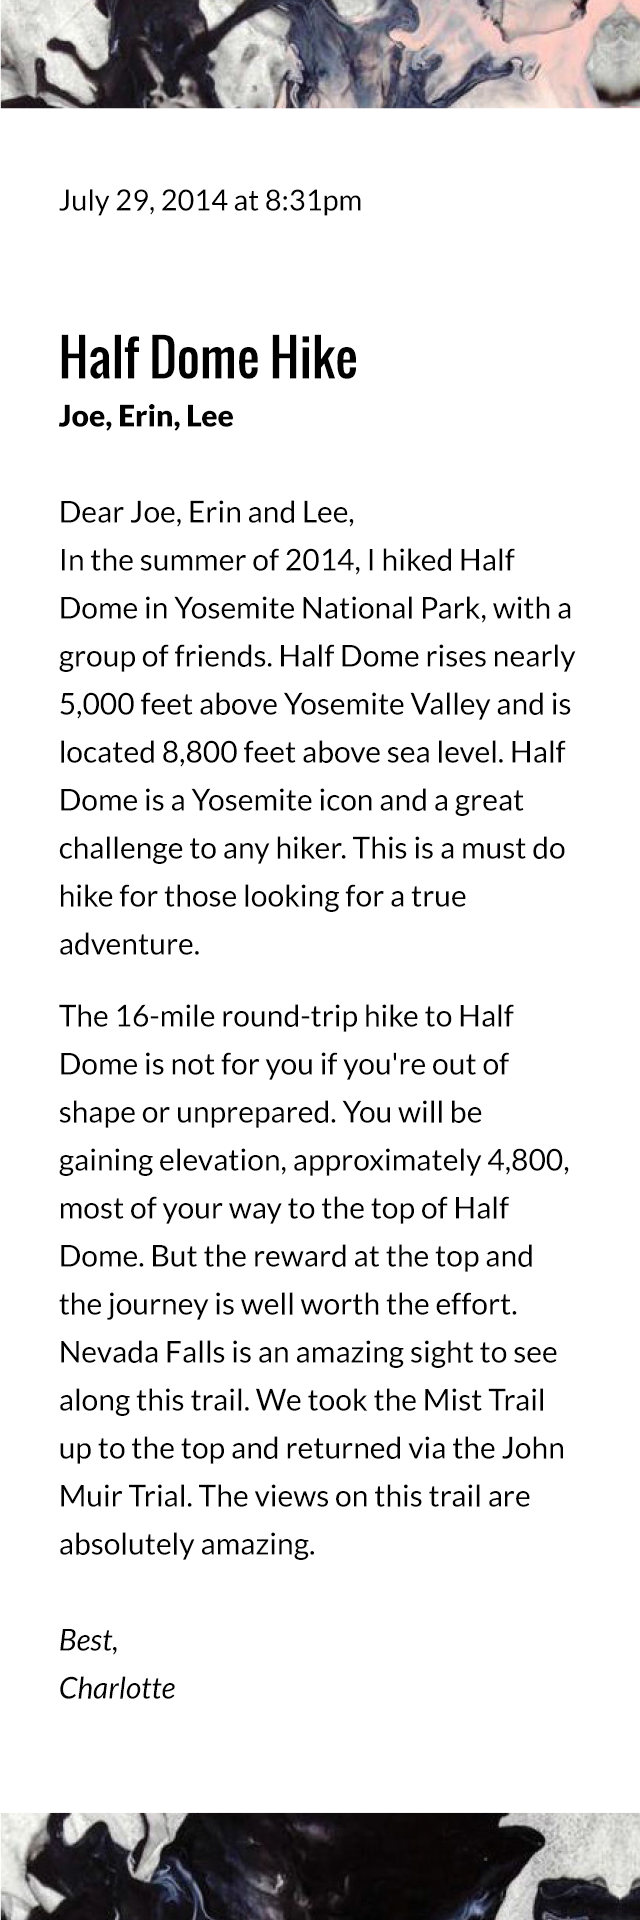 July 29, 2014 at 8:31pm
Half Dome Hike
Joe, Erin, Lee
Dear Joe, Erin and Lee,
In the summer of 2014, I hiked Half
Dome in Yosemite National Park, with a
group of friends. Half Dome rises nearly
5,000 feet above Yosemite Valley and is
located 8,800 feet above sea level. Half
Dome is a Yosemite icon and a great
challenge to any hiker. This is a must do
hike for those looking for a true
adventure.
The 16-mile round-trip hike to Half
Dome is not for you if you're out of
shape or unprepared. You will be
gaining elevation, approximately 4,800,
most of your way to the top of Half
Dome. But the reward at the top and
the journey is well worth the effort.
Nevada Falls is an amazing sight to see
along this trail. We took the Mist Trail
up to the top and returned via the John
Muir Trial. The views on this trail are
absolutely amazing.
Best,
Charlotte